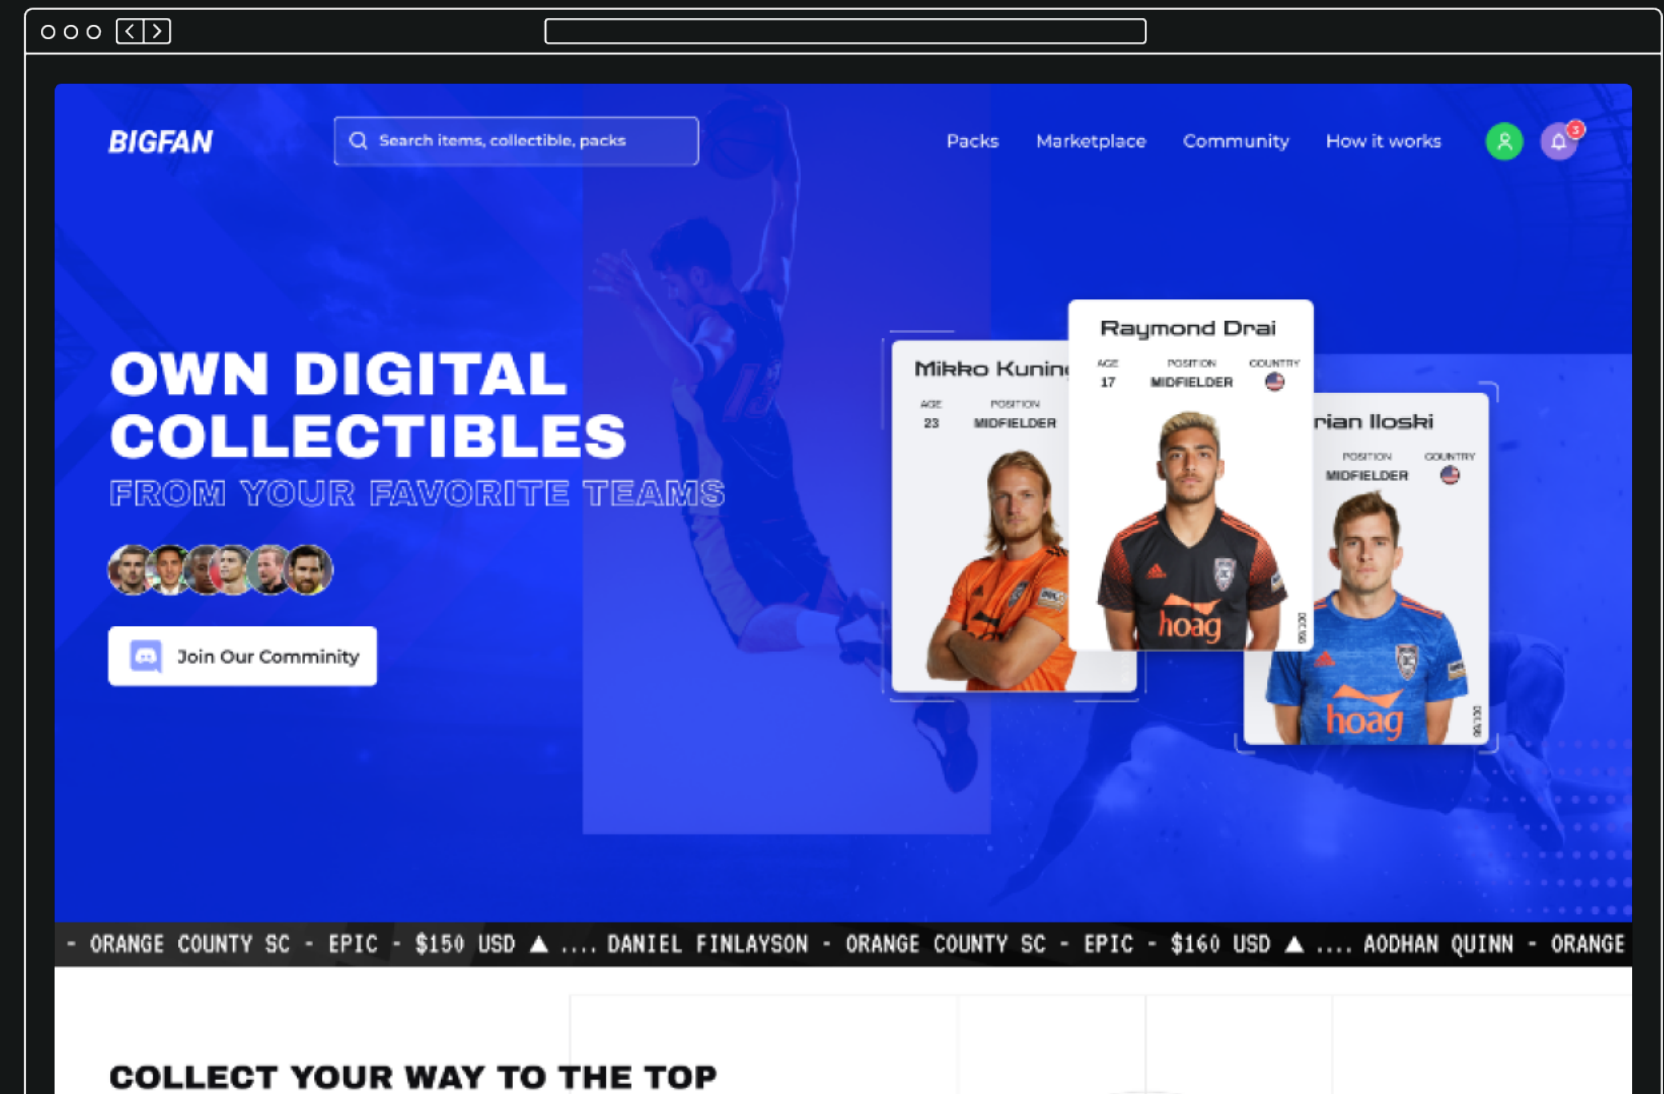 BIGFAN
Search items, collectible, packs
Packs
Marketplace
Community
How it works
3
OWN DIGITAL
COLLECTIBLES
FROM YOUR FAVORITE TEAMS
Join Our Comminity
Mikko Kuning
AGE POSITION
23 MIDFIELDER
Raymond Drai
AGE POSITION COUNTRY
17 MIDFIELDER
hoag
rian Iloski
POSITION COUNTRY
MIDFIELDER
hoag
- ORANGE COUNTY SC - EPIC - $150 USD ▲ .... DANIEL FINLAYSON - ORANGE COUNTY SC - EPIC - $160 USD ▲ .... AODHAN QUINN - ORANGE
COLLECT YOUR WAY TO THE TOP